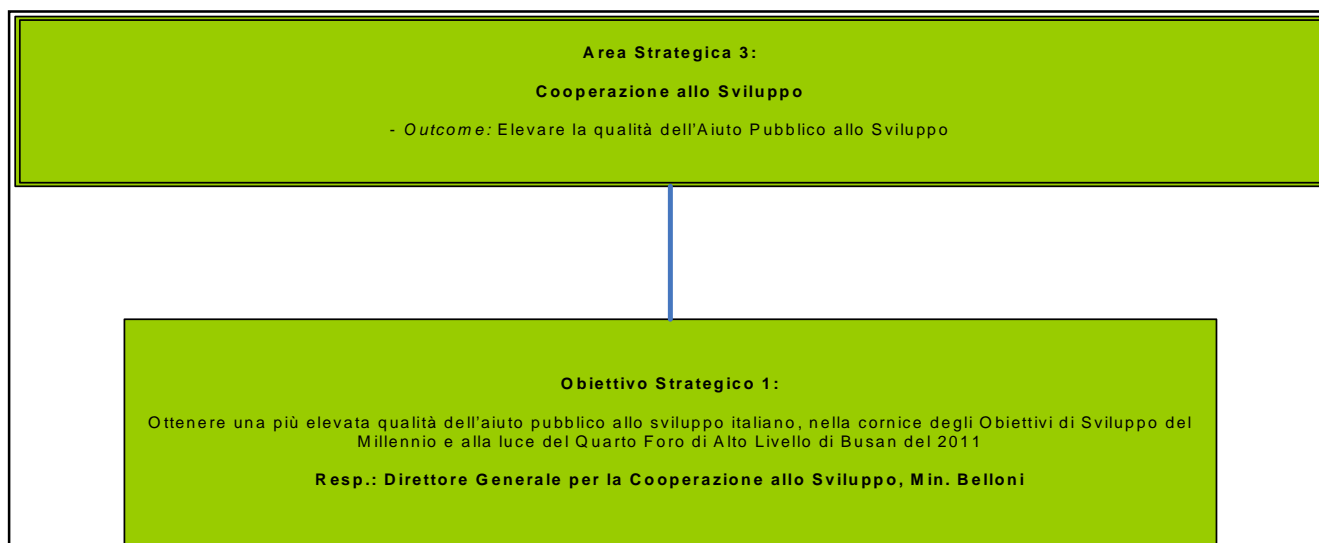 Area Strategica 3:
Cooperazione allo Sviluppo
- Outcome: Elevare la qualità dell'Aiuto Pubblico allo Sviluppo
Obiettivo Strategico 1:
Ottenere una più elevata qualità dell'aiuto pubblico allo sviluppo italiano, nella cornice degli Obiettivi di Sviluppo del
Millennio e alla luce del Quarto Foro di Alto Livello di Busan del 2011
Resp.: Direttore Generale per la Cooperazione allo Sviluppo, Min. Belloni